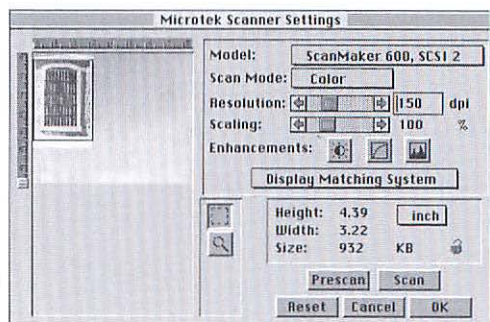 Microtek Scanner Settings
Model: ScanMaker 600, SCSI 2
Scan Mode: Color
Resolution: 150 dpi
Scaling: 100 %
Enhancements:
Display Matching System
Height: 4.39 inch
Width: 3.22
Size: 932 KB
Prescan Scan
Reset Cancel OK